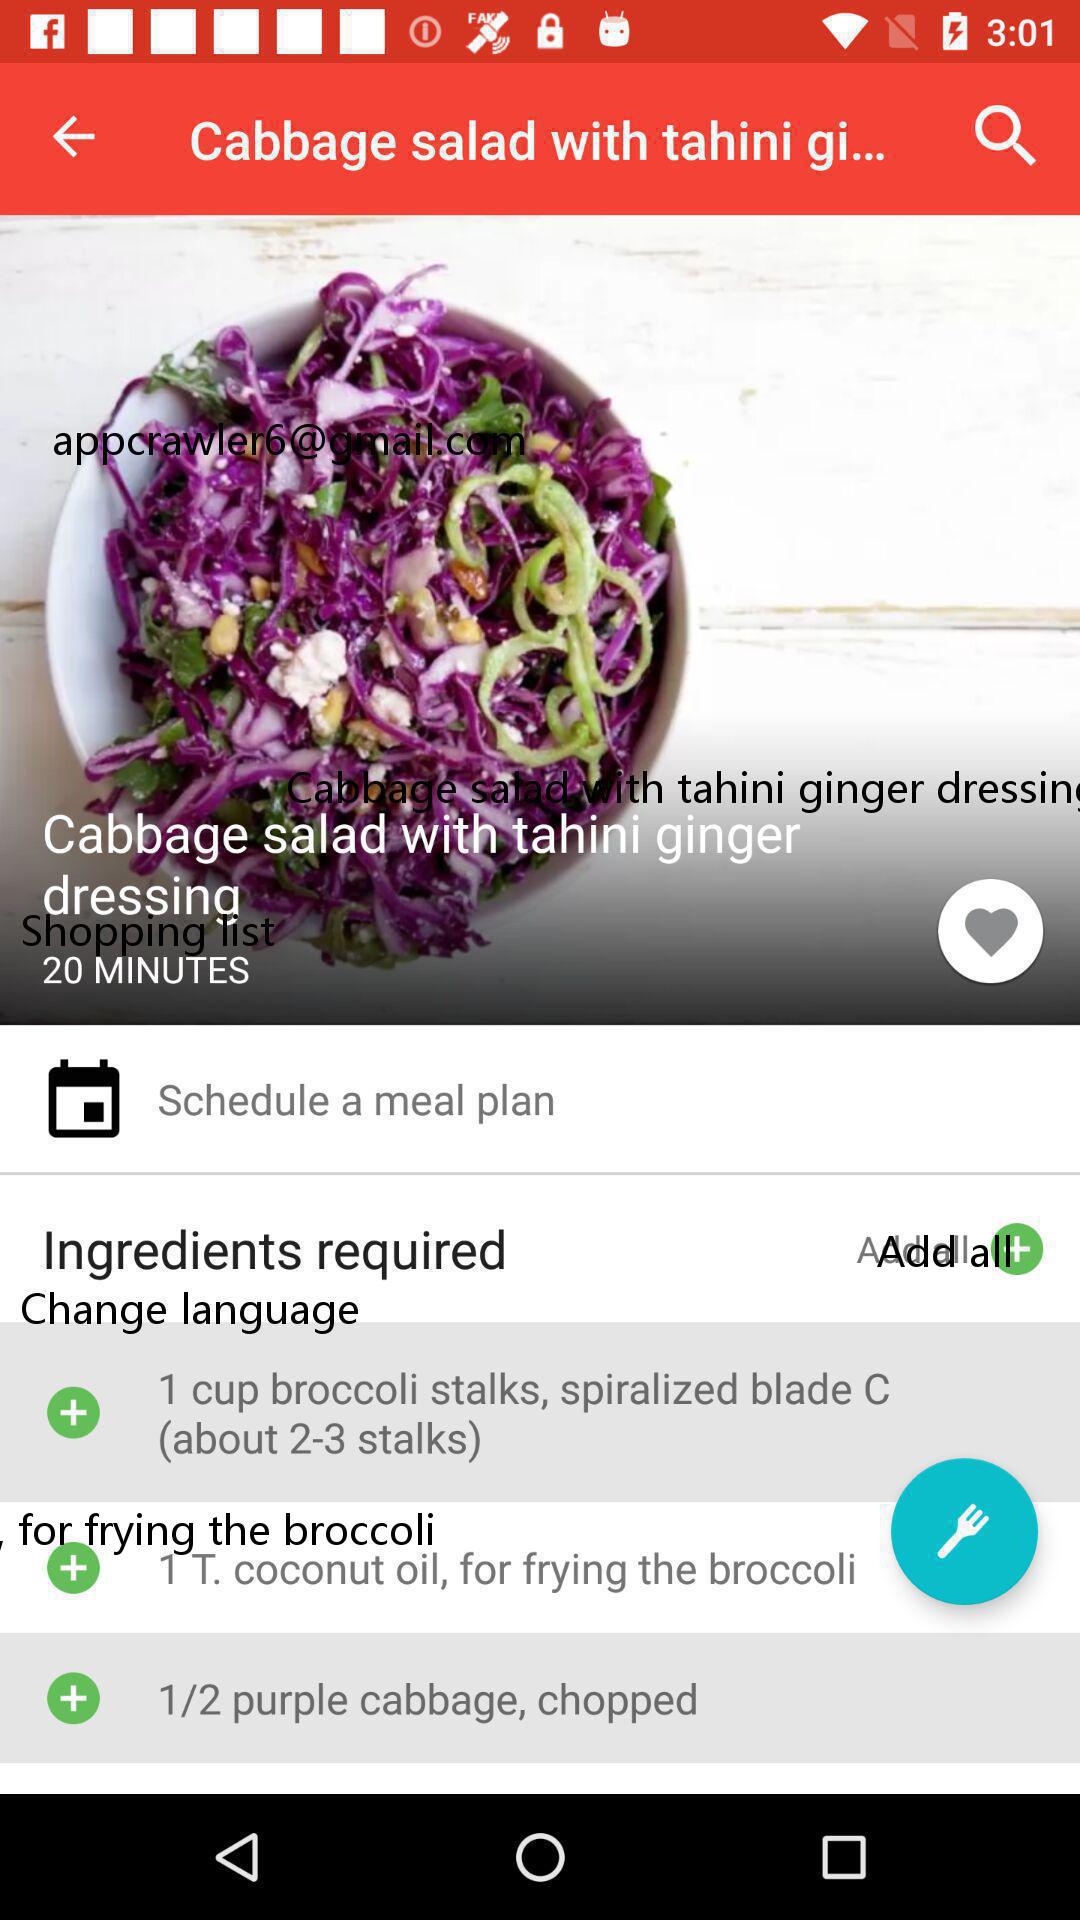 FAKE
3:01
Cabbage salad with tahini gi...
appcrawler6@gmail.com
Cabbage salad with tahini ginger dressing
Cabbage salad with tahini ginger
dressing
Shopping list
20 MINUTES
Schedule a meal plan
Ingredients required
Add all
Add all
Change language
1 cup broccoli stalks, spiralized blade C
(about 2-3 stalks)
, for frying the broccoli
1 T. coconut oil, for frying the broccoli
1/2 purple cabbage, chopped